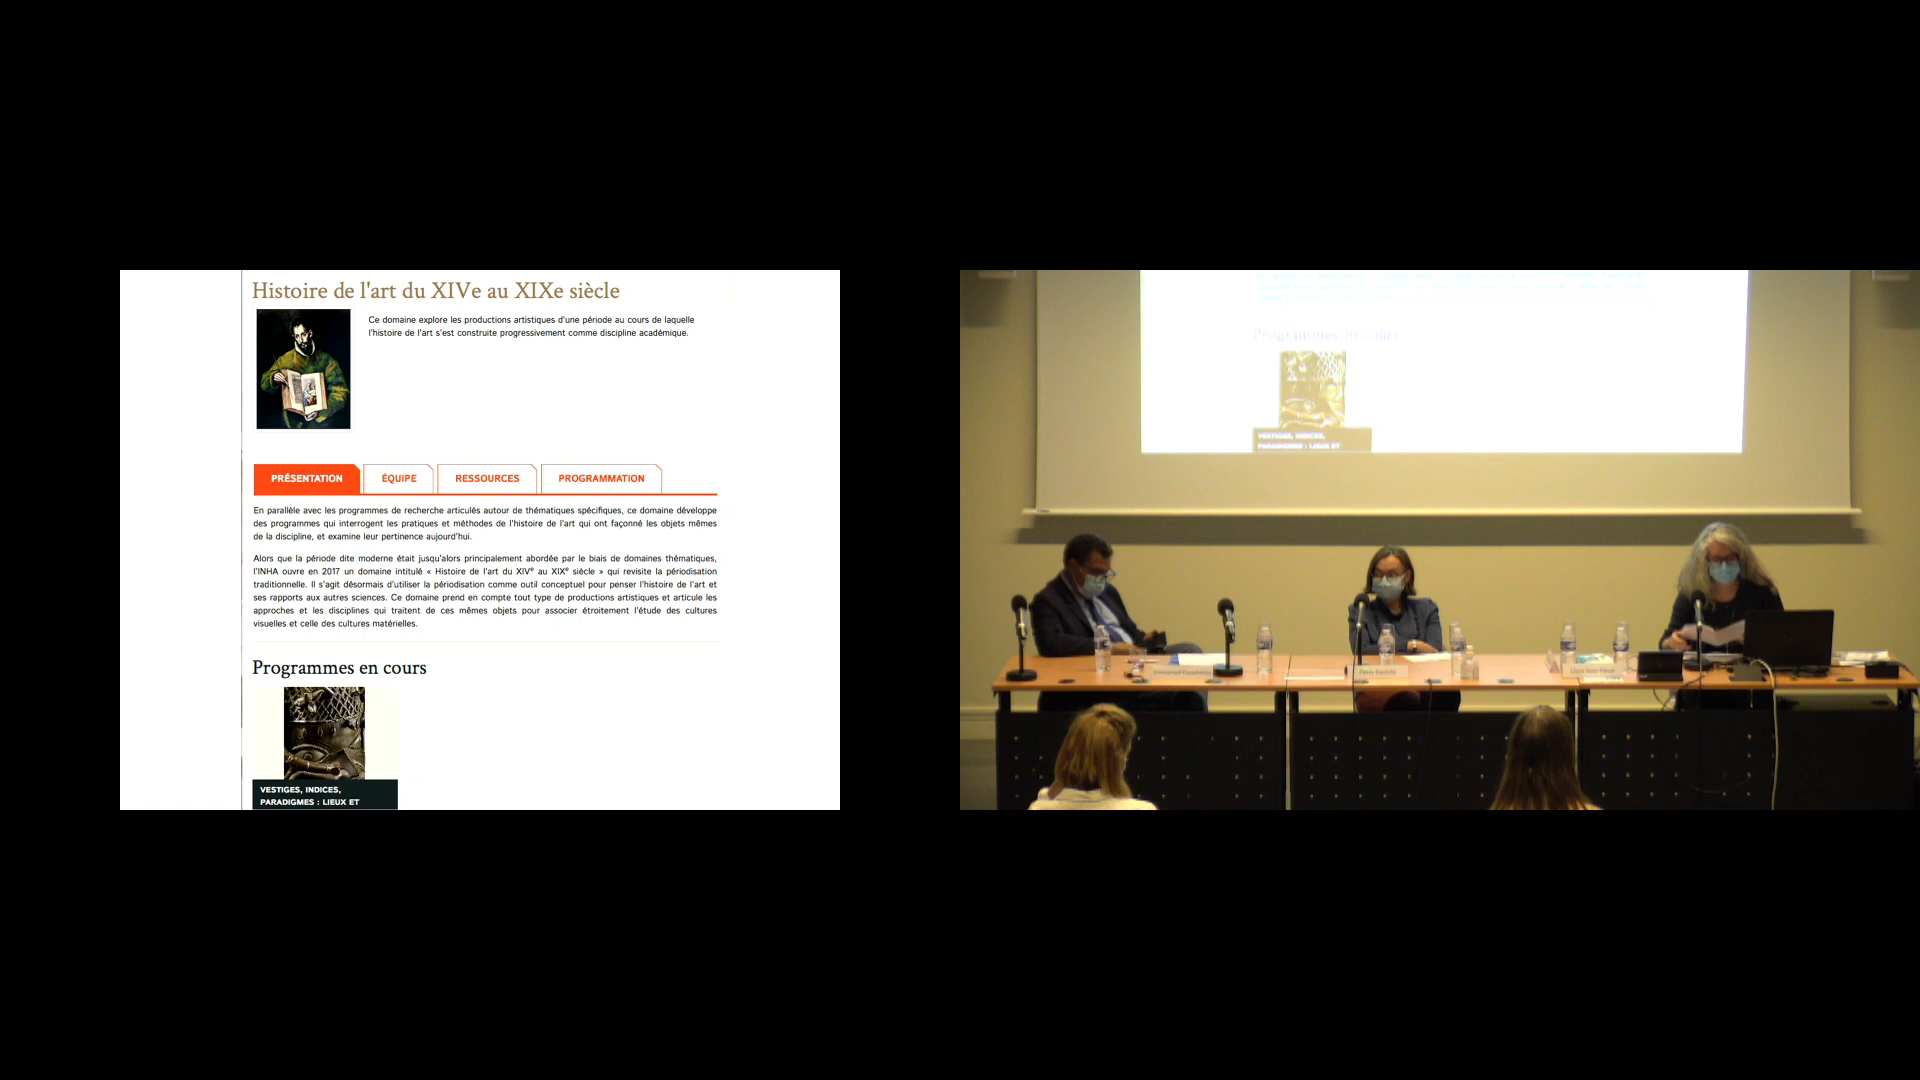 Histoire de l'art du XIVe au XIXe siècle
Ce domaine explore les productions artistiques d'une période au cours de laquelle
l'histoire de l'art s'est construite progressivement comme discipline académique.
PRÉSENTATION ÉQUIPE RESSOURCES PROGRAMMATION
En parallèle avec les programmes de recherche articulés autour de thématiques spécifiques, ce domaine développe
des programmes qui interrogent les pratiques et méthodes de l'histoire de l'art qui ont façonné les objets mêmes
de la discipline, et examine leur pertinence aujourd'hui.
Alors que la période dite moderne était jusqu'alors principalement abordée par le biais de domaines thématiques,
l'INHA ouvre en 2017 un domaine intitulé « Histoire de l'art du XIVe au XIXe siècle » qui revisite la périodisation
traditionnelle. Il s'agit désormais d'utiliser la périodisation comme outil conceptuel pour penser l'histoire de l'art et
ses rapports aux autres sciences. Ce domaine prend en compte tout type de productions artistiques et articule les
approches et les disciplines qui traitent de ces mêmes objets pour associer étroitement l'étude des cultures
visuelles et celle des cultures matérielles.
Programmes en cours
VESTIGES, INDICES,
PARADIGMES : LIEUX ET
Programmes en cours
VESTIGES, INDICES,
PARADIGMES : LIEUX ET